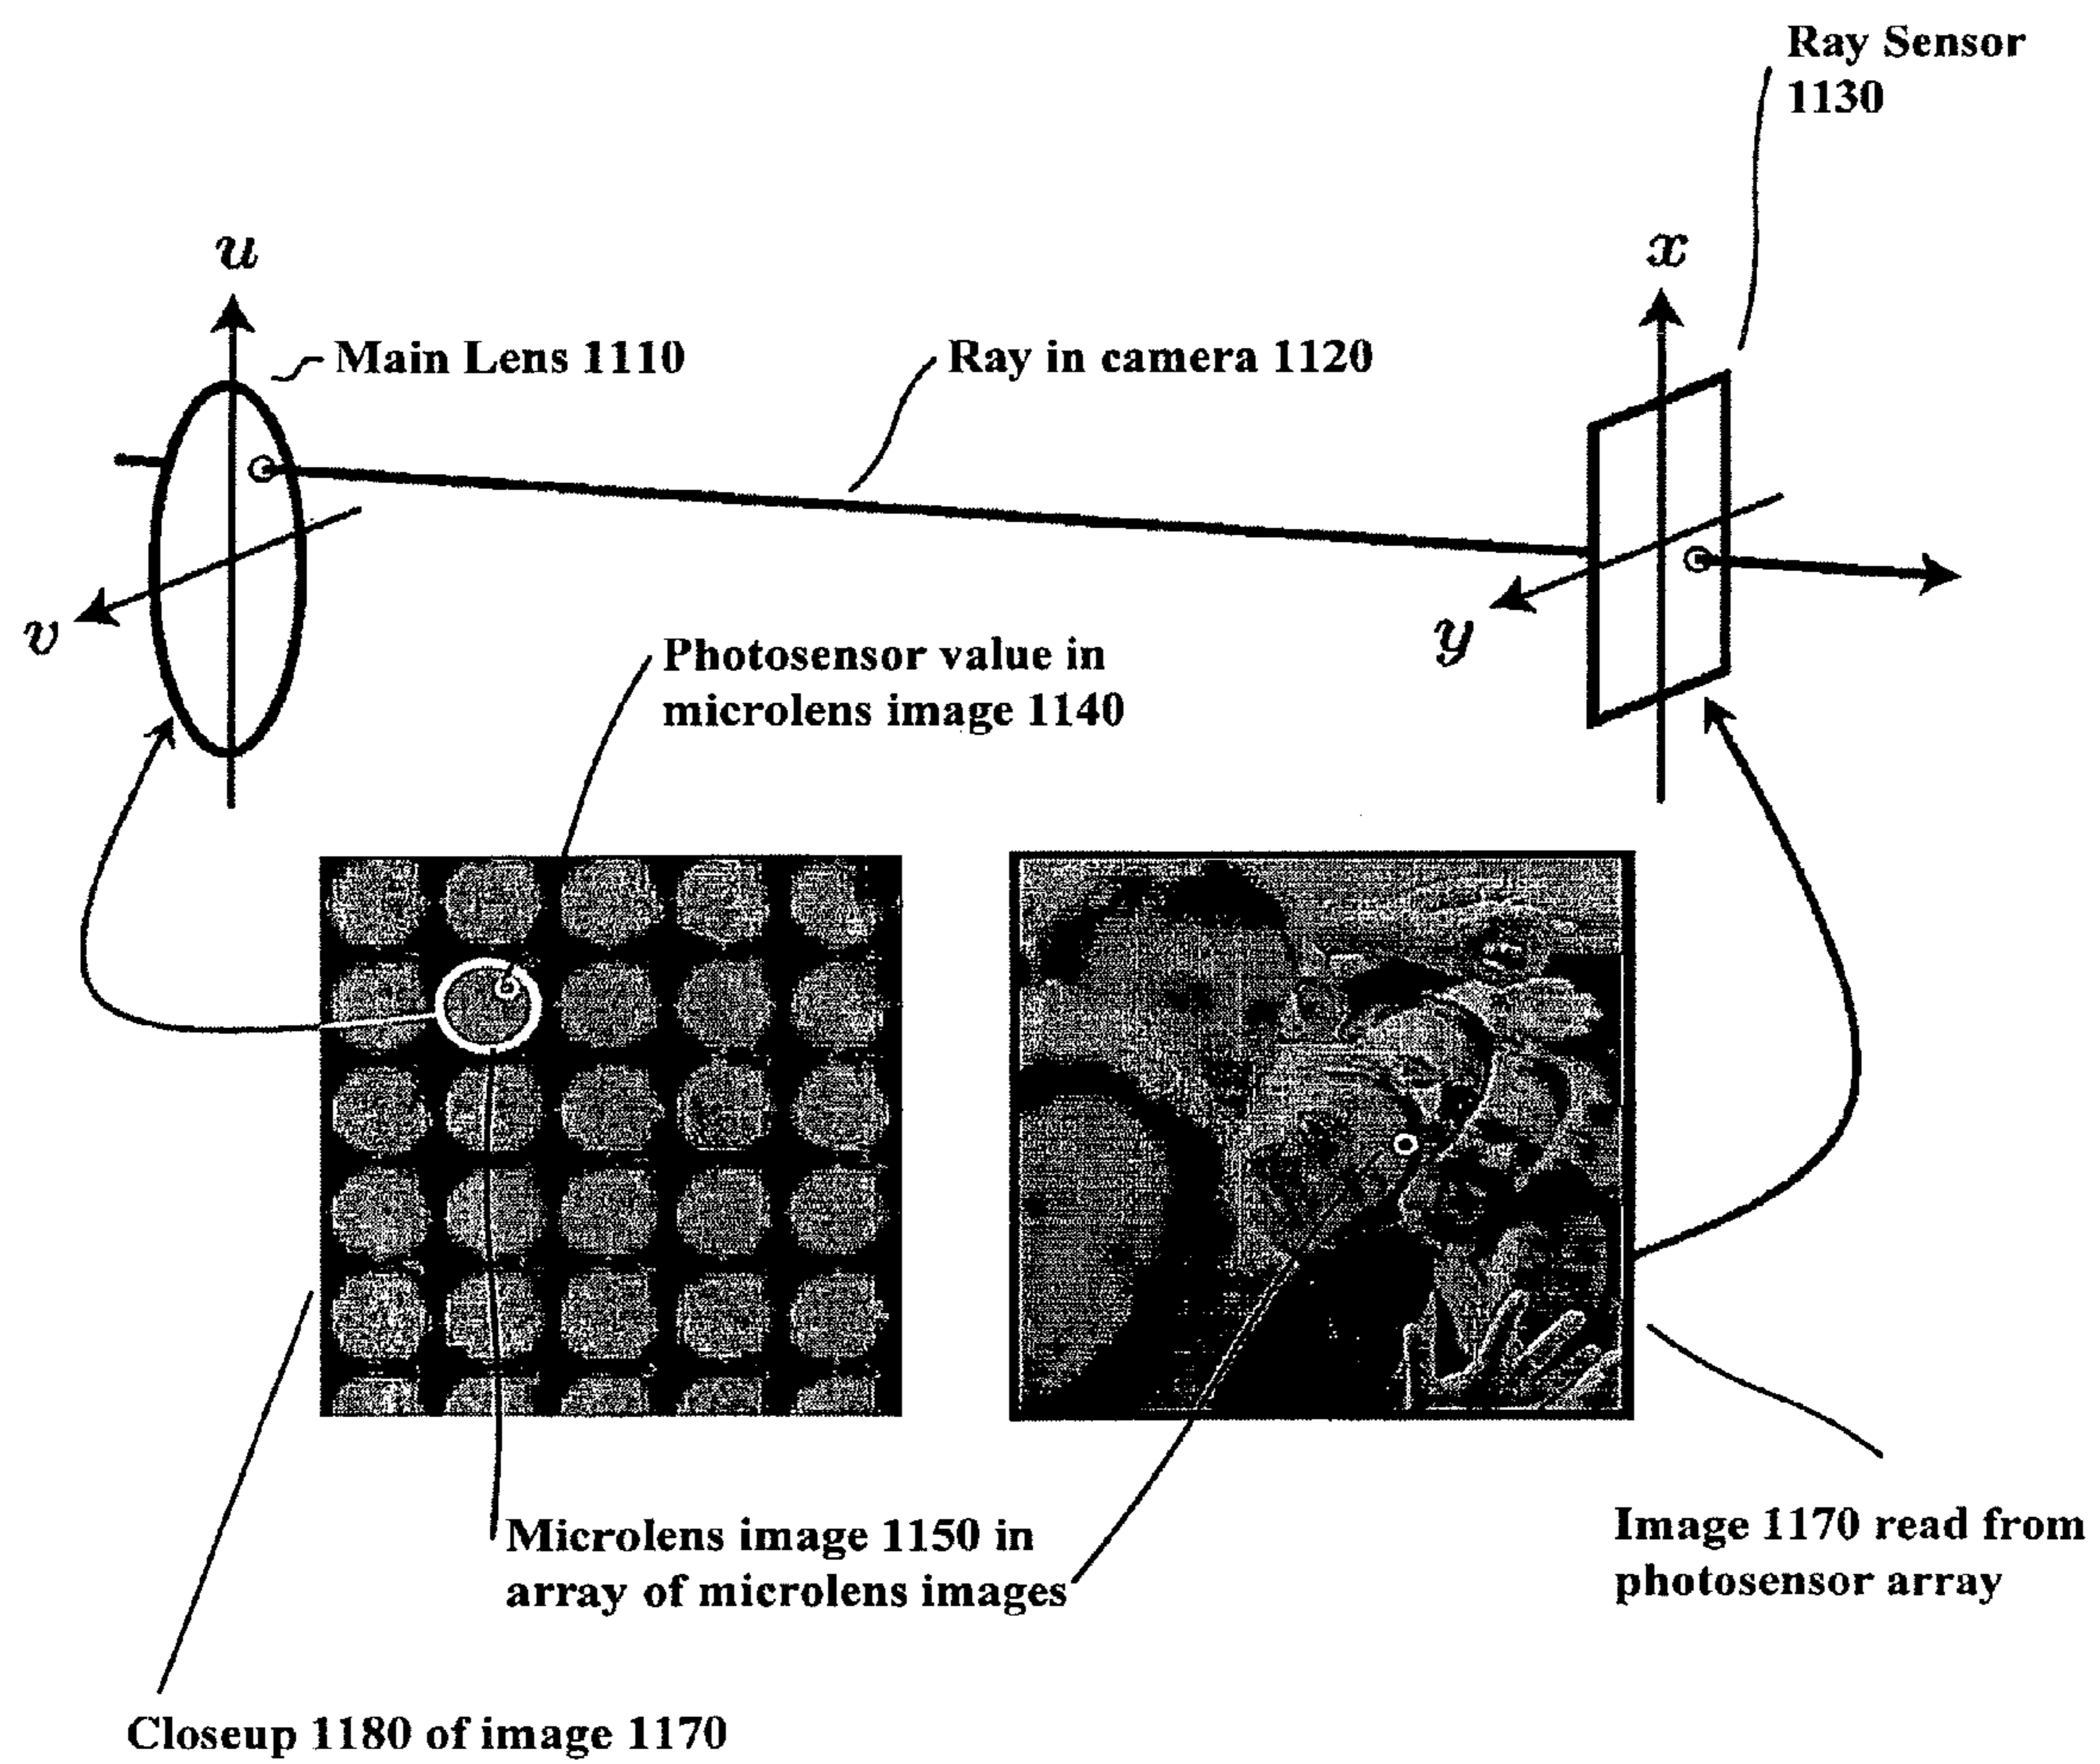 Ray Sensor
1130
u
x
Main Lens 1110
Ray in camera 1120
v
y
Photosensor value in
microlens image 1140
Microlens image 1150 in
array of microlens images
Image 1170 read from
photosensor array
Closeup 1180 of image 1170